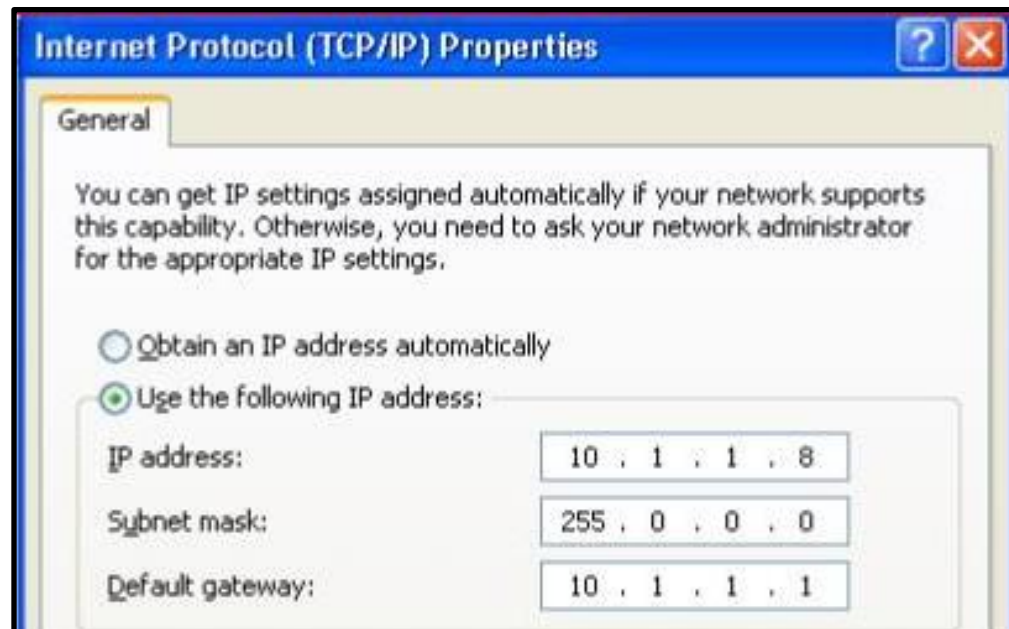 Internet Protocol (TCP/IP) Properties
General
You can get IP settings assigned automatically if your network supports
this capability. Otherwise, you need to ask your network administrator
for the appropriate IP settings.
Obtain an IP address automatically
Use the following IP address:
IP address: 10 . 1 . 1 . 8
Subnet mask: 255 . 0 . 0 . 0
Default gateway: 10 . 1 . 1 . 1